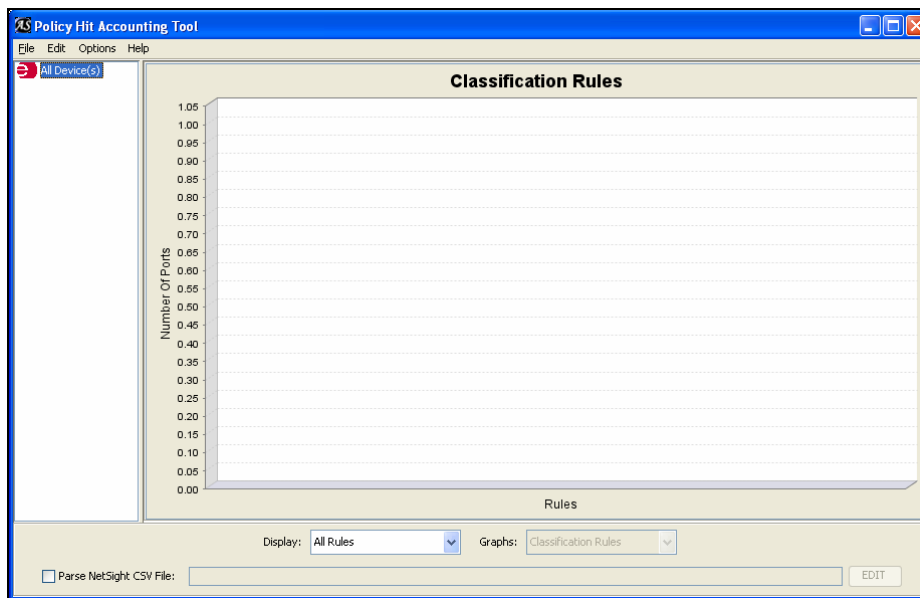 AS Policy Hit Accounting Tool
File Edit Options Help
All Device(s)
Classification Rules
1.05
1.00
0.95
0.90
0.85
0.80
0.75
0.70
0.65
0.60
0.55
0.50
0.45
0.40
0.35
0.30
0.25
0.20
0.15
0.10
0.05
0.00
Number Of Ports
Rules
Display: All Rules Graphs: Classification Rules
Parse NetSight CSV File: EDIT